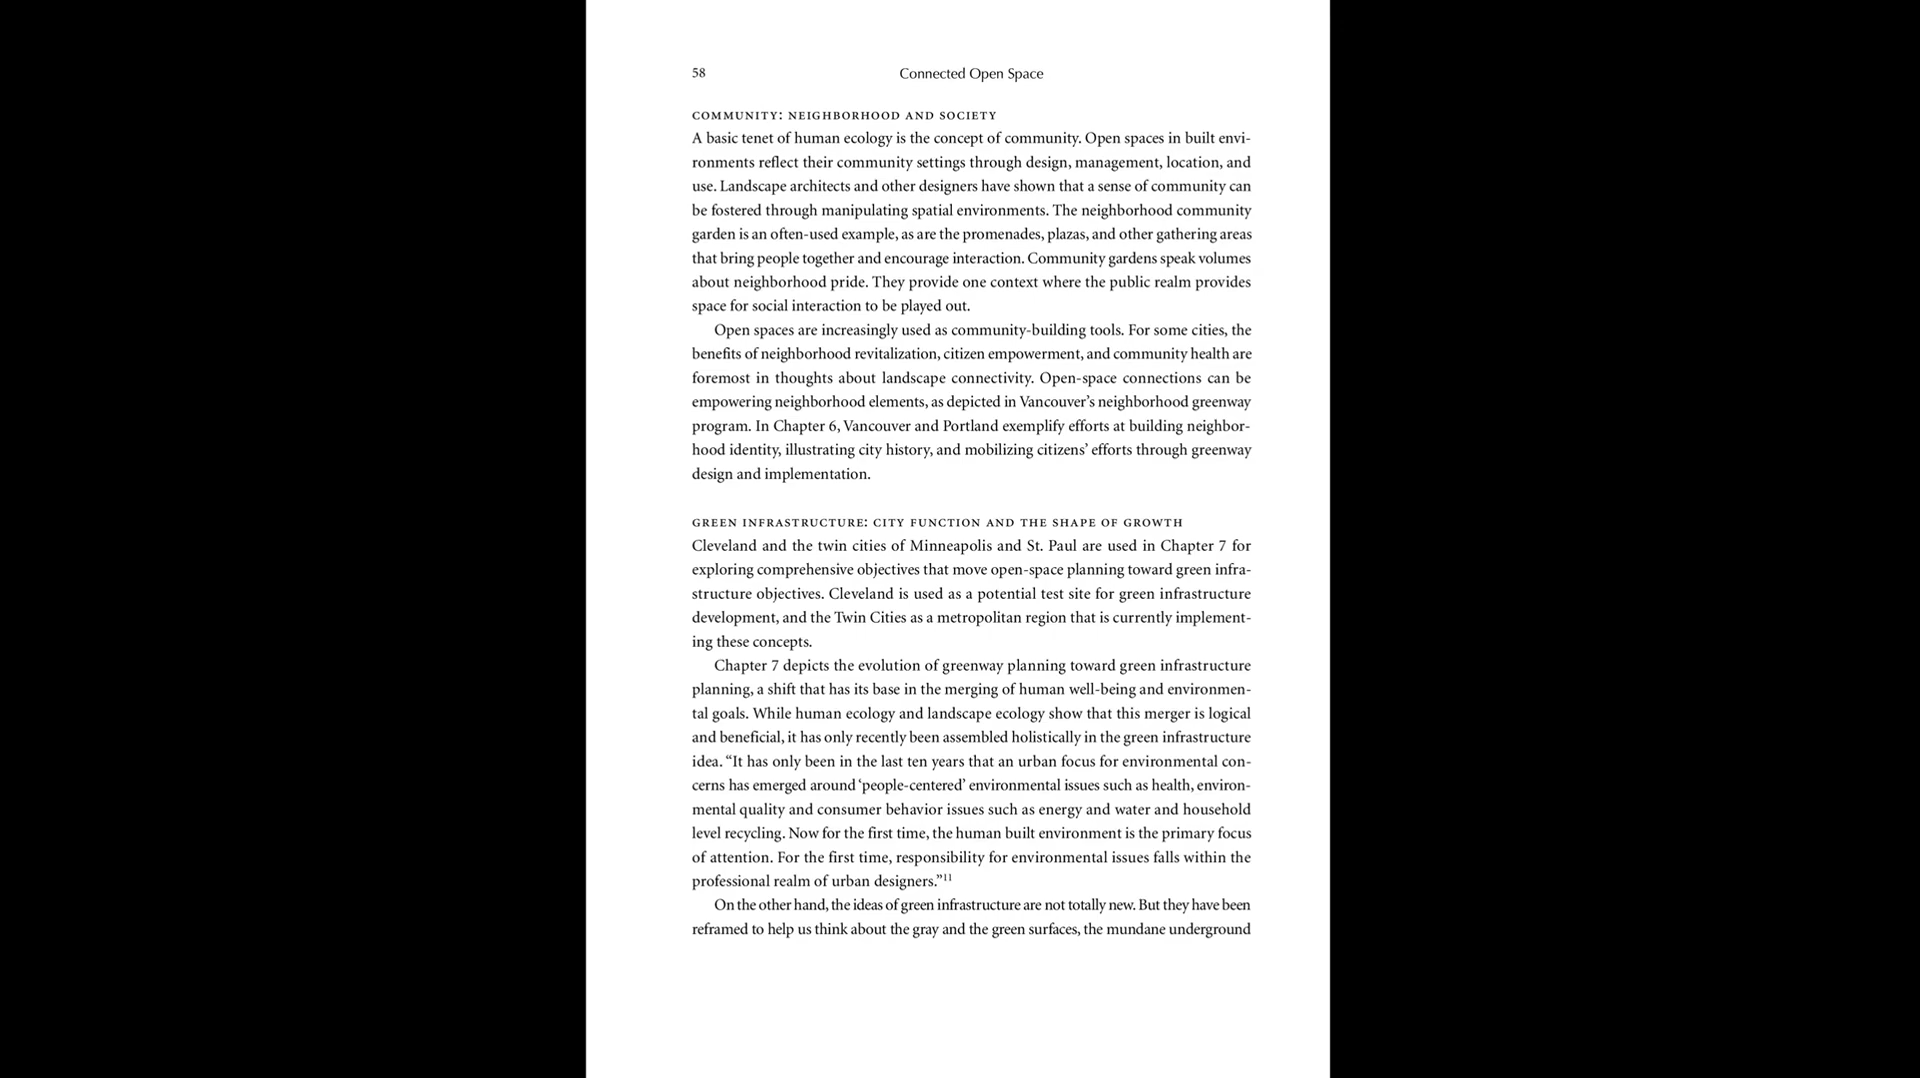 58
Connected Open Space
COMMUNITY: NEIGHBORHOOD AND SOCIETY
A basic tenet of human ecology is the concept of community. Open spaces in built envi-
ronments reflect their community settings through design, management, location, and
use. Landscape architects and other designers have shown that a sense of community can
be fostered through manipulating spatial environments. The neighborhood community
garden is an often-used example, as are the promenades, plazas, and other gathering areas
that bring people together and encourage interaction. Community gardens speak volumes
about neighborhood pride. They provide one context where the public realm provides
space for social interaction to be played out.
Open spaces are increasingly used as community-building tools. For some cities, the
benefits of neighborhood revitalization, citizen empowerment, and community health are
foremost in thoughts about landscape connectivity. Open-space connections can be
empowering neighborhood elements, as depicted in Vancouver’s neighborhood greenway
program. In Chapter 6, Vancouver and Portland exemplify efforts at building neighbor-
hood identity, illustrating city history, and mobilizing citizens’ efforts through greenway
design and implementation.
GREEN INFRASTRUCTURE: CITY FUNCTION AND THE SHAPE OF GROWTH
Cleveland and the twin cities of Minneapolis and St. Paul are used in Chapter 7 for
exploring comprehensive objectives that move open-space planning toward green infra-
structure objectives. Cleveland is used as a potential test site for green infrastructure
development, and the Twin Cities as a metropolitan region that is currently implement-
ing these concepts.
Chapter 7 depicts the evolution of greenway planning toward green infrastructure
planning, a shift that has its base in the merging of human well-being and environmen-
tal goals. While human ecology and landscape ecology show that this merger is logical
and beneficial, it has only recently been assembled holistically in the green infrastructure
idea. “It has only been in the last ten years that an urban focus for environmental con-
cerns has emerged around ‘people-centered’ environmental issues such as health, environ-
mental quality and consumer behavior issues such as energy and water and household
level recycling. Now for the first time, the human built environment is the primary focus
of attention. For the first time, responsibility for environmental issues falls within the
professional realm of urban designers.”11
On the other hand, the ideas of green infrastructure are not totally new. But they have been
reframed to help us think about the gray and the green surfaces, the mundane underground